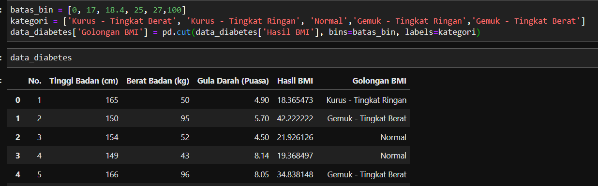 batas_bin = [0, 17, 18.4, 25, 27,100]
kategori = ['Kurus - Tingkat Berat', 'Kurus - Tingkat Ringan', 'Normal','Gemuk - Tingkat Ringan','Gemuk - Tingkat Berat']
data_diabetes['Golongan BMI'] = pd.cut(data_diabetes['Hasil BMI'], bins=batas_bin, labels=kategori)
data_diabetes
No. Tinggi Badan (cm) Berat Badan (kg) Gula Darah (Puasa) Hasil BMI Golongan BMI
0 1 165 50 4.90 18.365473 Kurus - Tingkat Ringan
1 2 150 95 5.70 42.222222 Gemuk - Tingkat Berat
2 3 154 52 4.50 21.926126 Normal
3 4 149 43 8.14 19.368497 Normal
4 5 166 96 8.05 34.838148 Gemuk - Tingkat Berat